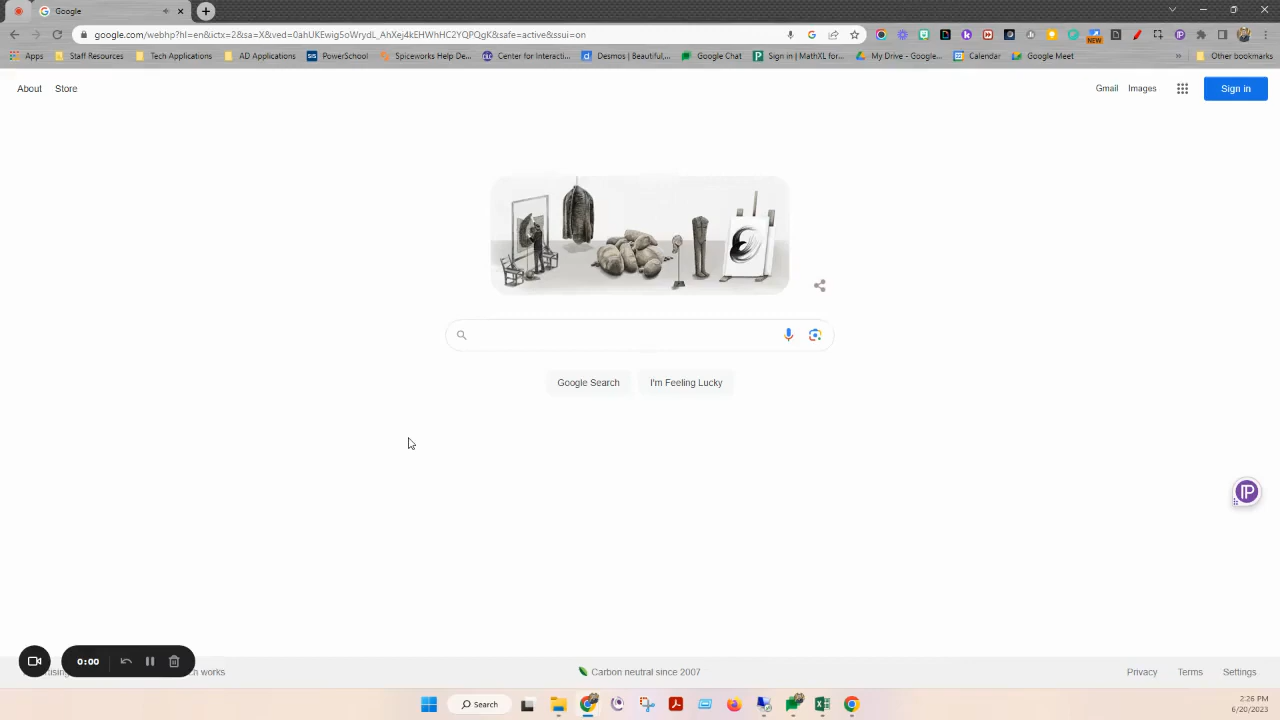 Google
google.com/webhp?hl=en&ictx=2&sa=X&ved=0ahUKEwig5oWrydL_AhXej4kEHWhHC2YQPQgK&safe=active&ssui=on
NEW
Apps Staff Resources Tech Applications AD Applications PowerSchool Spiceworks Help De... Center for Interacti... Desmos | Beautiful,... Google Chat Sign in | MathXL for... My Drive - Google... Calendar Google Meet » Other bookmarks
About Store Gmail Images Sign in
Google Search I'm Feeling Lucky
0:00
ch works Carbon neutral since 2007 Privacy Terms Settings
Search
2:26 PM
6/20/2023